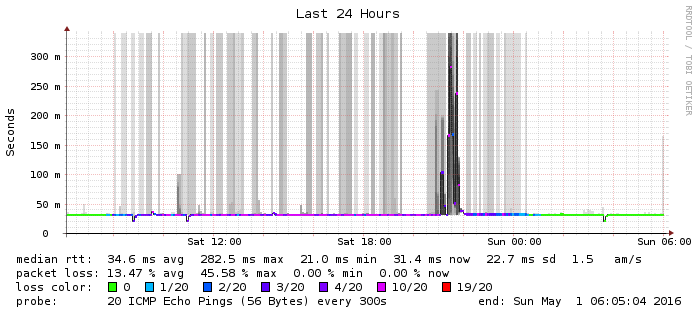 Last 24 Hours
RRDTOOL / TOBI OETIKER
Seconds
300 m
250 m
200 m
150 m
100 m
50 m
0
Sat 12:00 Sat 18:00 Sun 00:00 Sun 06:00
median rtt: 34.6 ms avg 282.5 ms max 21.0 ms min 31.4 ms now 22.7 ms sd 1.5 am/s
packet loss: 13.47 % avg 45.58 % max 0.00 % min 0.00 % now
loss color: 0 1/20 2/20 3/20 4/20 10/20 19/20
probe: 20 ICMP Echo Pings (56 Bytes) every 300s end: Sun May 1 06:05:04 2016